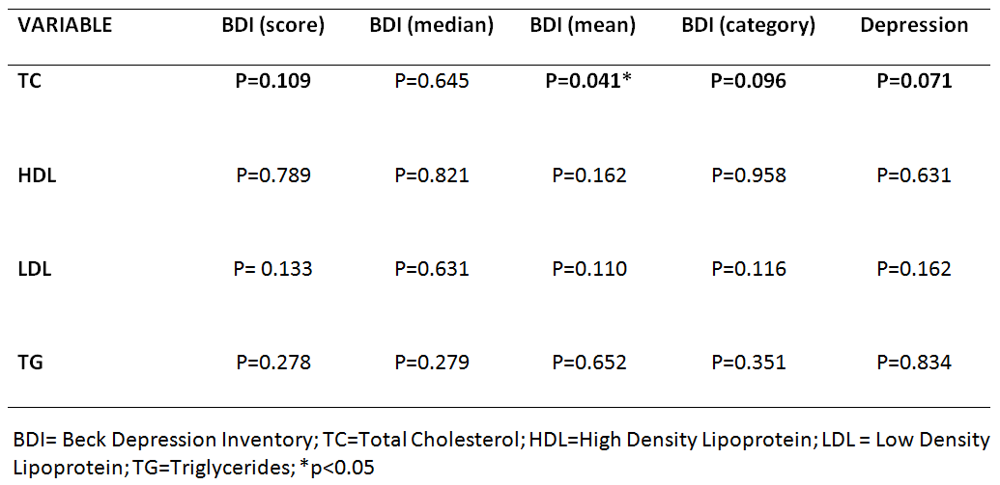 VARIABLE BDI (score) BDI (median) BDI (mean) BDI (category) Depression
TC P=0.109 P=0.645 P=0.041* P=0.096 P=0.071
HDL P=0.789 P=0.821 P=0.162 P=0.958 P=0.631
LDL P= 0.133 P=0.631 P=0.110 P=0.116 P=0.162
TG P=0.278 P=0.279 P=0.652 P=0.351 P=0.834
BDI= Beck Depression Inventory; TC=Total Cholesterol; HDL=High Density Lipoprotein; LDL = Low Density
Lipoprotein; TG=Triglycerides; *p<0.05